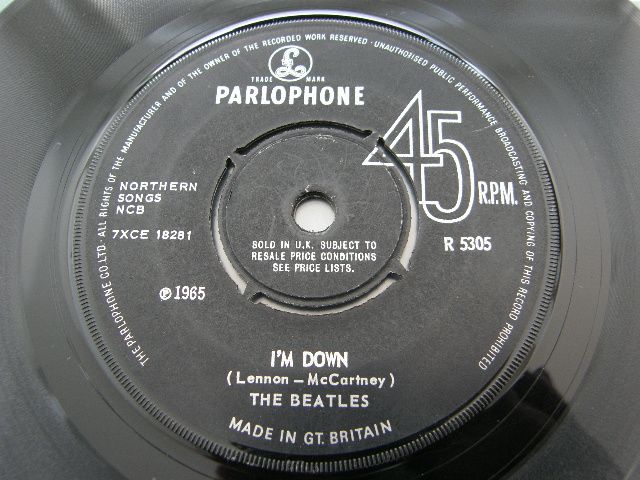 THE PARLOPHONE CO. LTD. · ALL RIGHTS OF THE MANUFACTURER AND OF THE OWNER OF THE RECORDED WORK RESERVED · UNAUTHORISED PUBLIC PERFORMANCE BROADCASTING AND COPYING OF THIS RECORD PROHIBITED
£
TRADE MARK
PARLOPHONE
45
R.P.M.
NORTHERN
SONGS
NCB
7XCE 18281
R 5305
SOLD IN U.K. SUBJECT TO
RESALE PRICE CONDITIONS
SEE PRICE LISTS.
℗1965
I'M DOWN
(Lennon – McCartney)
THE BEATLES
MADE IN GT. BRITAIN